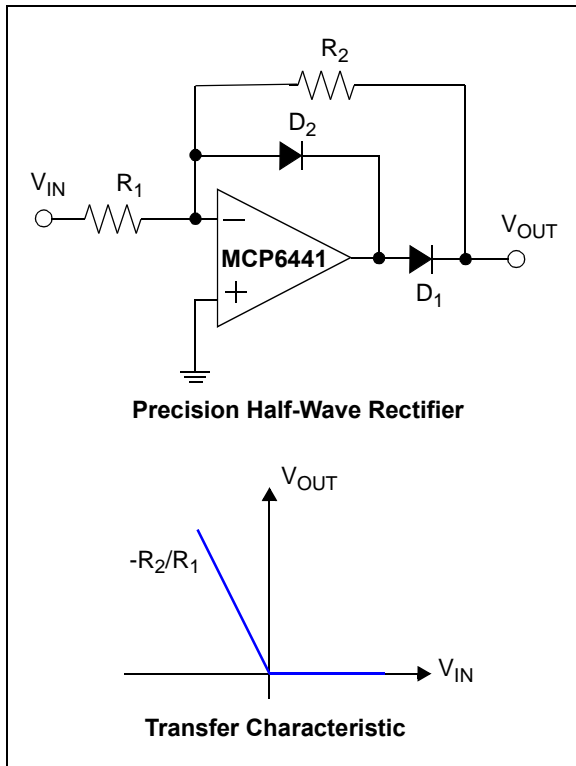 R2
D2
VIN
R1
VOUT
−
MCP6441
+
D1
Precision Half-Wave Rectifier
VOUT
-R2/R1
VIN
Transfer Characteristic